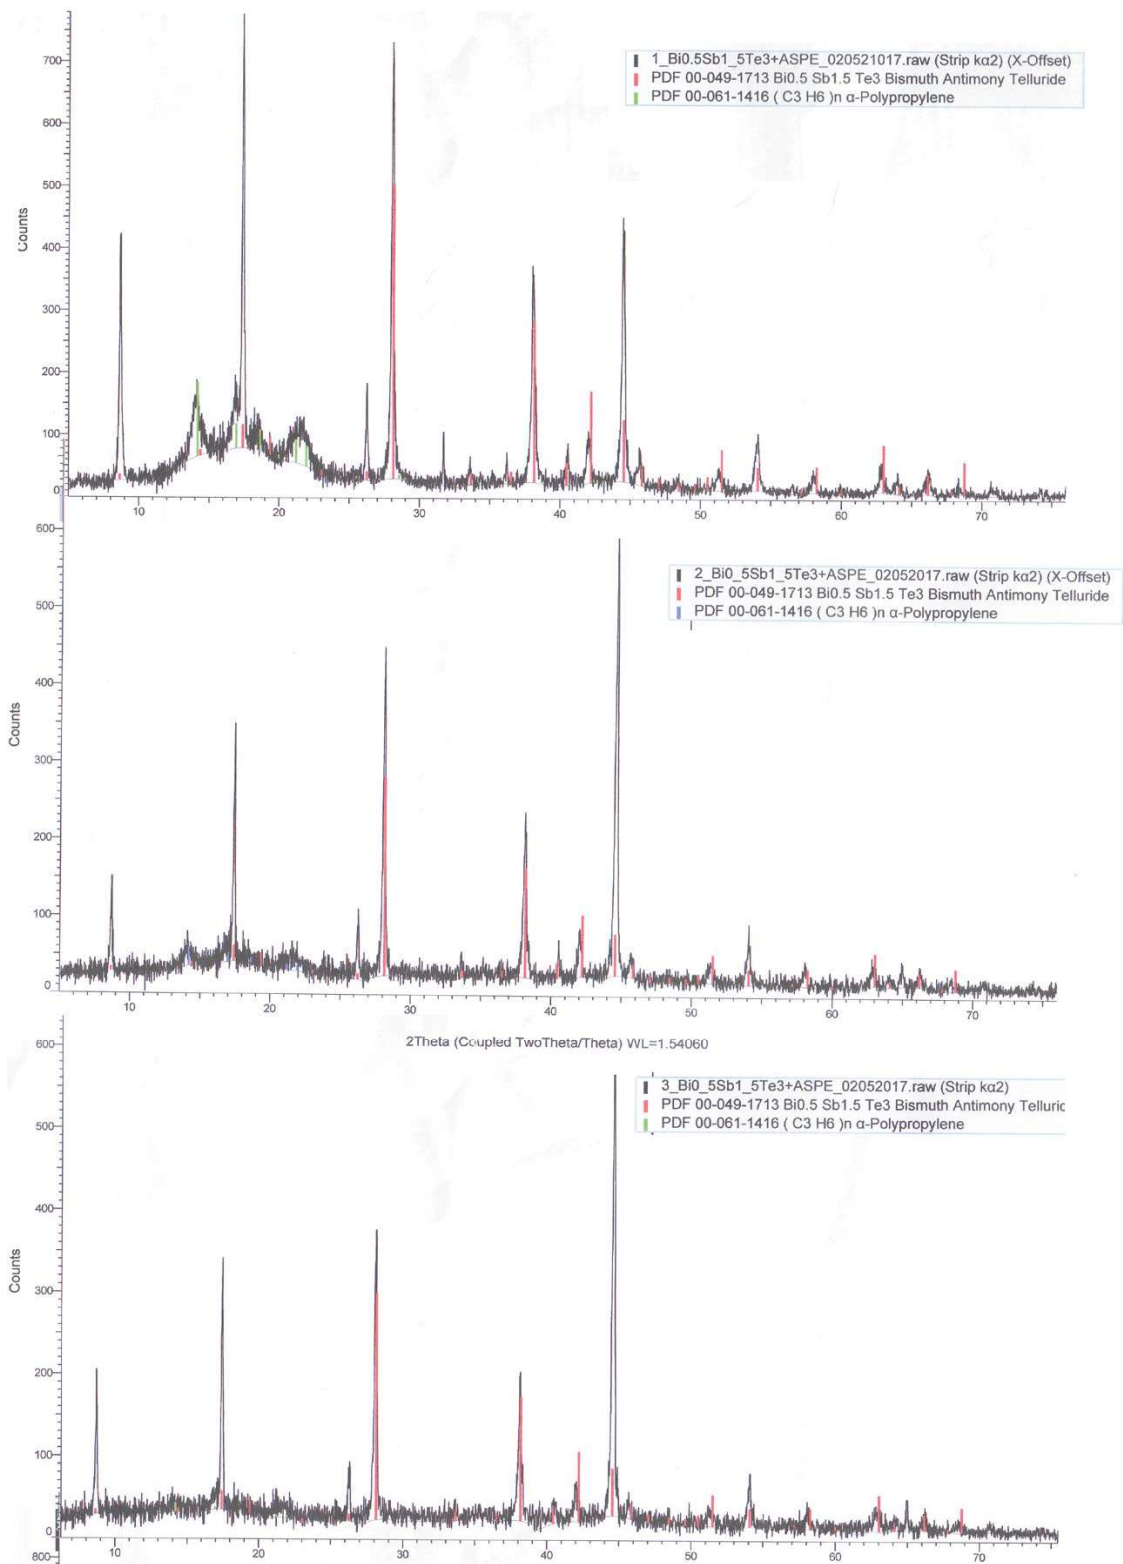 700
600
500
400
300
200
100
0
Counts
1_Bi0.5Sb1_5Te3+ASPE_020521017.raw (Strip kα2) (X-Offset)
PDF 00-049-1713 Bi0.5 Sb1.5 Te3 Bismuth Antimony Telluride
PDF 00-061-1416 ( C3 H6 )n α-Polypropylene
10 20 30 40 50 60 70
600
500
400
300
200
100
0
Counts
2_Bi0_5Sb1_5Te3+ASPE_02052017.raw (Strip kα2) (X-Offset)
PDF 00-049-1713 Bi0.5 Sb1.5 Te3 Bismuth Antimony Telluride
PDF 00-061-1416 ( C3 H6 )n α-Polypropylene
10 20 30 40 50 60 70
2Theta (Coupled TwoTheta/Theta) WL=1.54060
600
500
400
300
200
100
0
800
Counts
3_Bi0_5Sb1_5Te3+ASPE_02052017.raw (Strip kα2)
PDF 00-049-1713 Bi0.5 Sb1.5 Te3 Bismuth Antimony Telluric
PDF 00-061-1416 ( C3 H6 )n α-Polypropylene
10 20 30 40 50 60 70